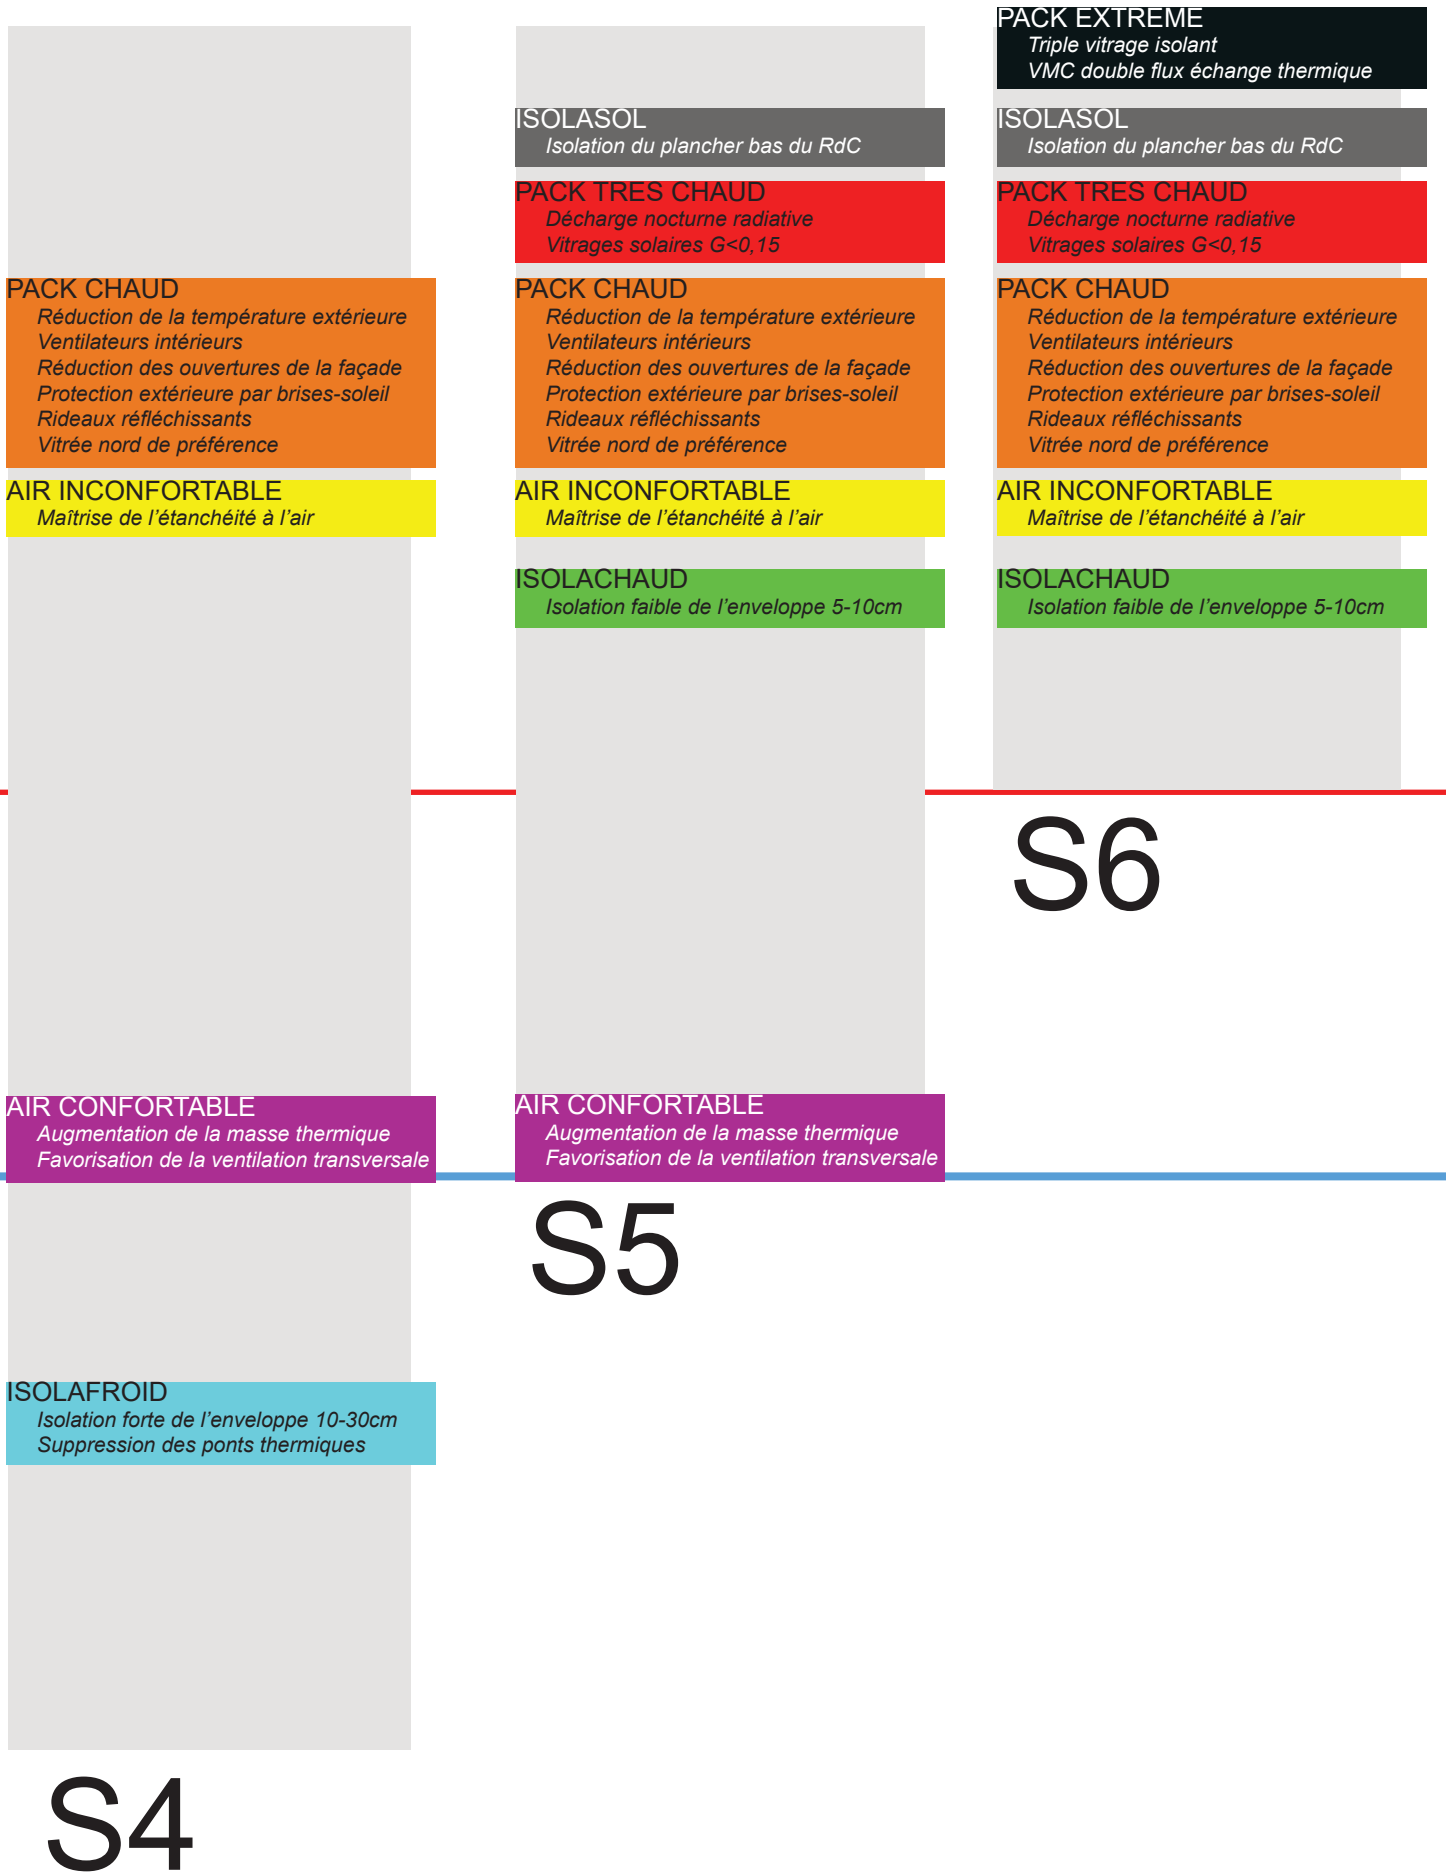 PACK CHAUD
Réduction de la température extérieure
Ventilateurs intérieurs
Réduction des ouvertures de la façade
Protection extérieure par brises-soleil
Rideaux réfléchissants
Vitrée nord de préférence
AIR INCONFORTABLE
Maîtrise de l’étanchéité à l’air
AIR CONFORTABLE
Augmentation de la masse thermique
Favorisation de la ventilation transversale
ISOLAFROID
Isolation forte de l’enveloppe 10-30cm
Suppression des ponts thermiques
S4
ISOLASOL
Isolation du plancher bas du RdC
PACK TRES CHAUD
Décharge nocturne radiative
Vitrages solaires G<0,15
PACK CHAUD
Réduction de la température extérieure
Ventilateurs intérieurs
Réduction des ouvertures de la façade
Protection extérieure par brises-soleil
Rideaux réfléchissants
Vitrée nord de préférence
AIR INCONFORTABLE
Maîtrise de l’étanchéité à l’air
ISOLACHAUD
Isolation faible de l’enveloppe 5-10cm
AIR CONFORTABLE
Augmentation de la masse thermique
Favorisation de la ventilation transversale
S5
PACK EXTREME
Triple vitrage isolant
VMC double flux échange thermique
ISOLASOL
Isolation du plancher bas du RdC
PACK TRES CHAUD
Décharge nocturne radiative
Vitrages solaires G<0,15
PACK CHAUD
Réduction de la température extérieure
Ventilateurs intérieurs
Réduction des ouvertures de la façade
Protection extérieure par brises-soleil
Rideaux réfléchissants
Vitrée nord de préférence
AIR INCONFORTABLE
Maîtrise de l’étanchéité à l’air
ISOLACHAUD
Isolation faible de l’enveloppe 5-10cm
S6